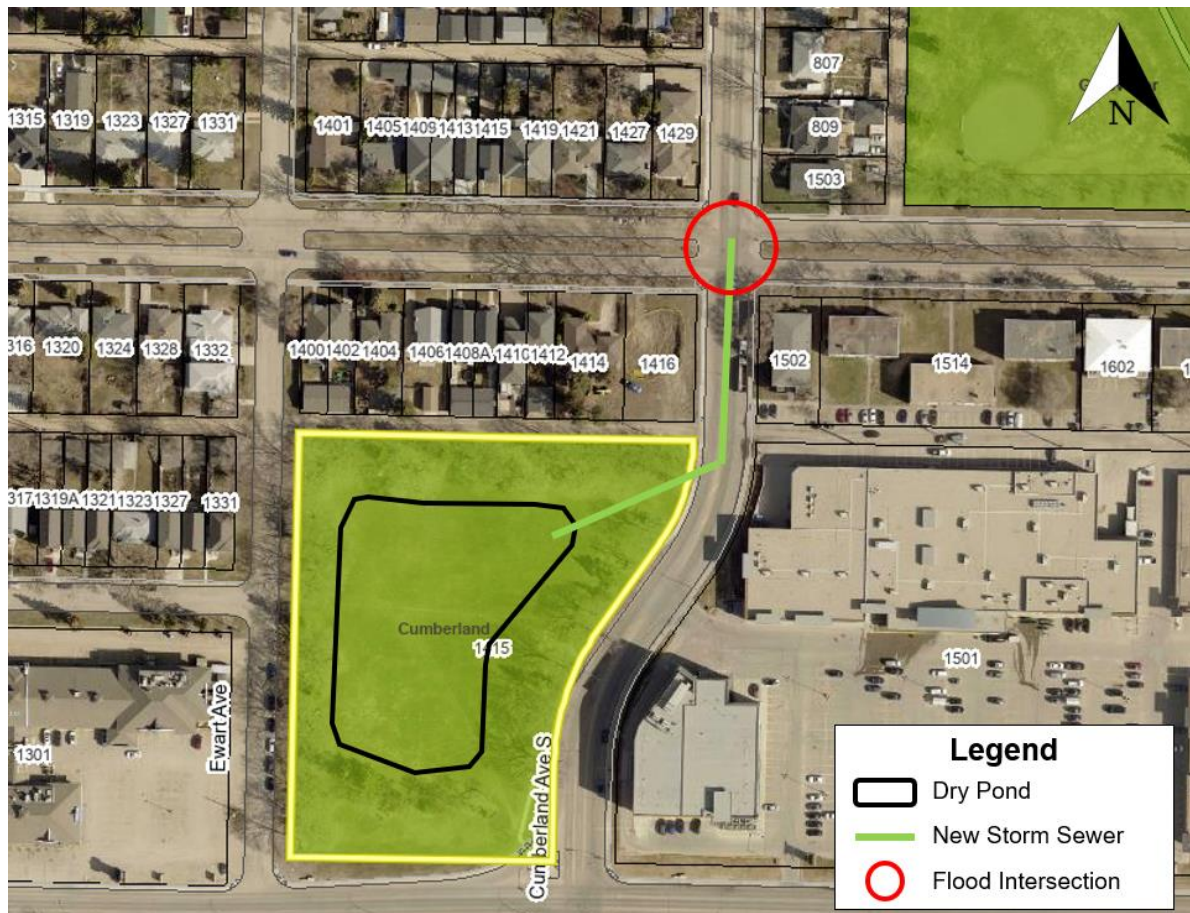 807
1315 1319 1323 1327 1331 1401 1405 1409 1413 1415 1419 1421 1427 1429 809
N
1503
1320 1324 1328 1332 1400 1402 1404 1406 1408A 1410 1412 1414 1416 1502 1514 1602
1319A 1321 1323 1327 1331
Cumberland
1415
1501
Ewart Ave
1301
Cumberland Ave S
Legend
Dry Pond
New Storm Sewer
Flood Intersection